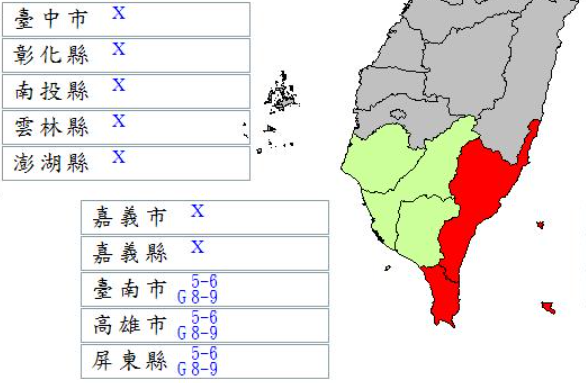 臺中市 X
彰化縣 X
南投縣 X
雲林縣 X
澎湖縣 X
嘉義市 X
嘉義縣 X
臺南市 5-6
G8-9
高雄市 5-6
G8-9
屏東縣 5-6
G8-9